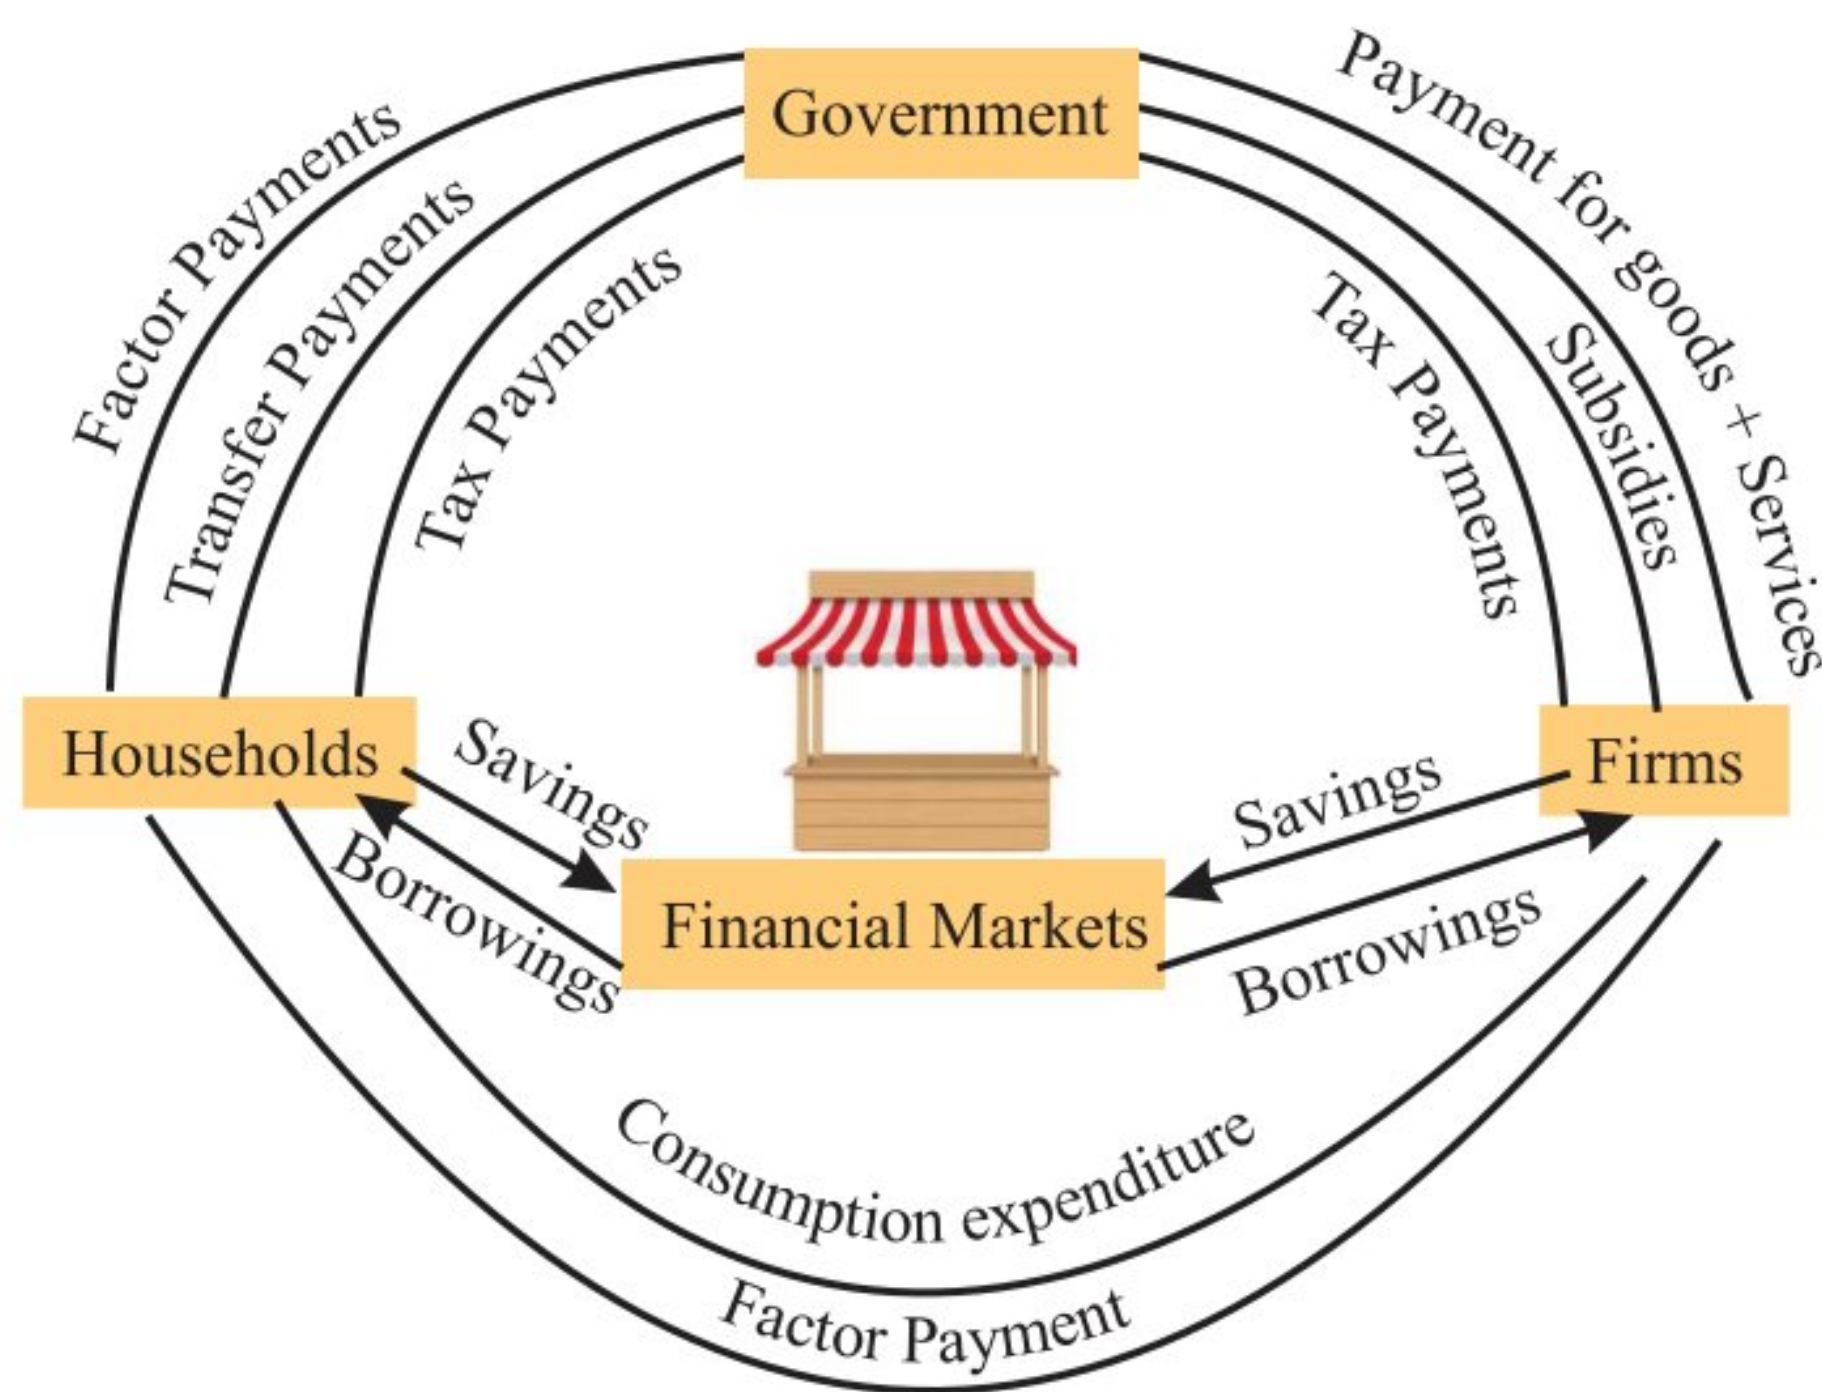 Government
Factor Payments
Transfer Payments
Tax Payments
Payment for goods + Services
Subsidies
Tax Payments
Households
Firms
Savings
Borrowings
Savings
Borrowings
Financial Markets
Consumption expenditure
Factor Payment